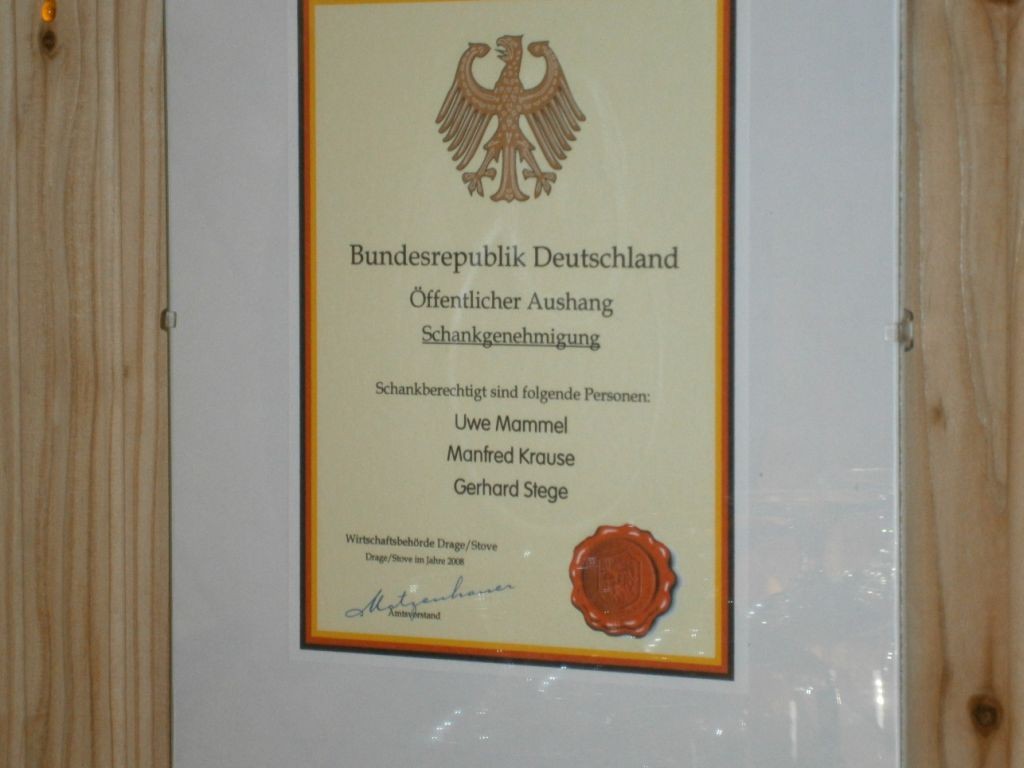 Bundesrepublik Deutschland
Öffentlicher Aushang
Schankgenehmigung
Schankberechtigt sind folgende Personen:
Uwe Mammel
Manfred Krause
Gerhard Stege
Wirtschaftsbehörde Drage/Stove
Drage/Stove im Jahre 2008
Amtsvorstand